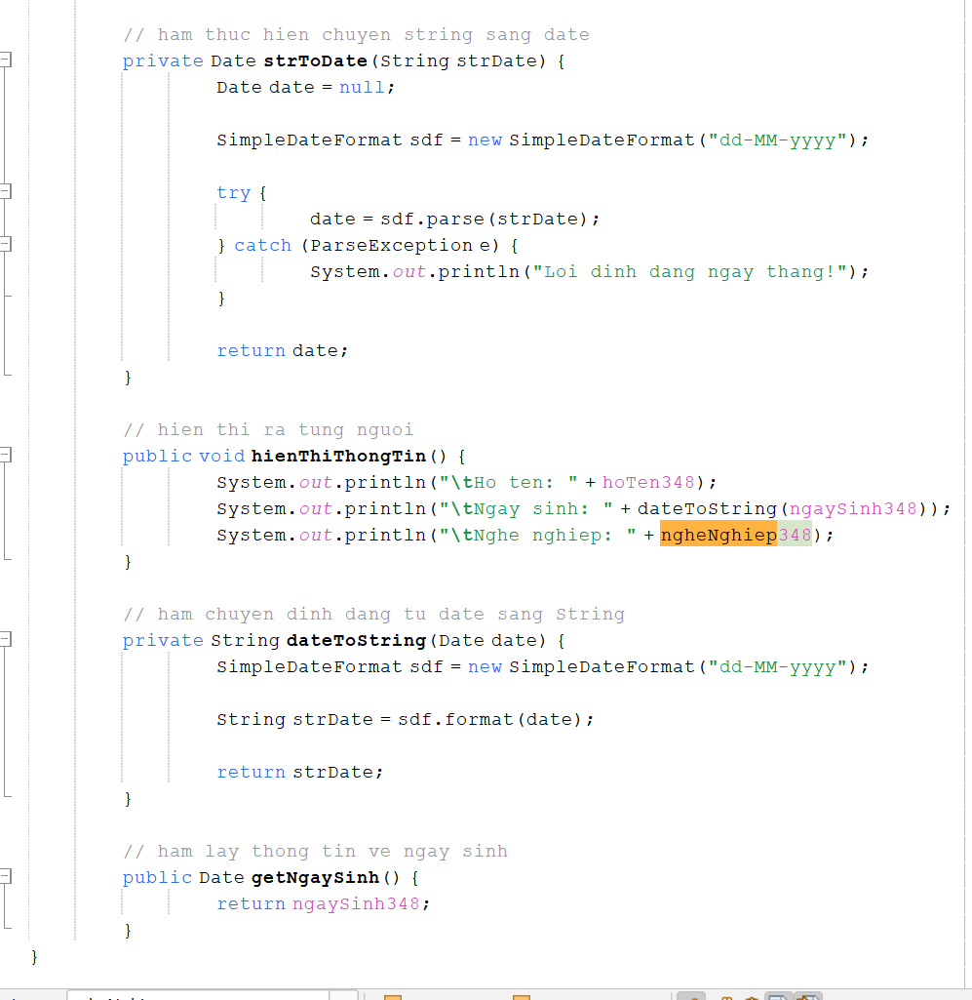 // ham thuc hien chuyen string sang date
private Date strToDate(String strDate) {
Date date = null;
SimpleDateFormat sdf = new SimpleDateFormat("dd-MM-yyyy");
try {
date = sdf.parse(strDate);
} catch (ParseException e) {
System.out.println("Loi dinh dang ngay thang!");
}
return date;
}
// hien thi ra tung nguoi
public void hienThiThongTin() {
System.out.println("\tHo ten: " + hoTen348);
System.out.println("\tNgay sinh: " + dateToString(ngaySinh348));
System.out.println("\tNghe nghiep: " + ngheNghiep348);
}
// ham chuyen dinh dang tu date sang String
private String dateToString(Date date) {
SimpleDateFormat sdf = new SimpleDateFormat("dd-MM-yyyy");
String strDate = sdf.format(date);
return strDate;
}
// ham lay thong tin ve ngay sinh
public Date getNgaySinh() {
return ngaySinh348;
}
}